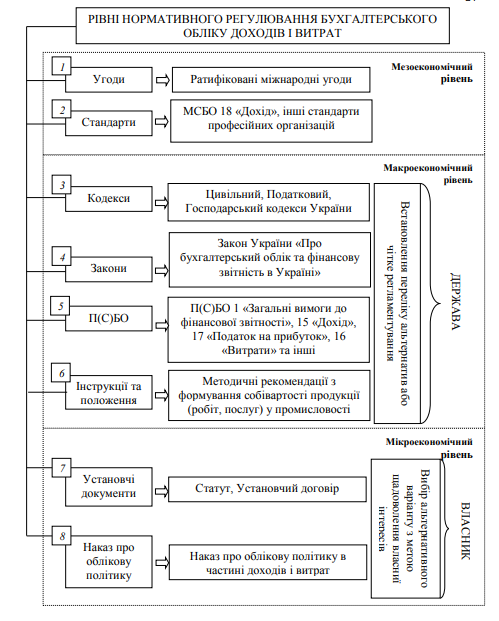 РІВНІ НОРМАТИВНОГО РЕГУЛЮВАННЯ БУХГАЛТЕРСЬКОГО
ОБЛІКУ ДОХОДІВ І ВИТРАТ
Мезоекономічний
рівень
1
Угоди
Ратифіковані міжнародні угоди
2
Стандарти
МСБО 18 «Дохід», інші стандарти
професійних організацій
Макроекономічний
рівень
3
Кодекси
Цивільний, Податковий,
Господарський кодекси України
4
Закони
Закон України «Про
бухгалтерський облік та фінансову
звітність в Україні»
5
П(С)БО
П(С)БО 1 «Загальні вимоги до
фінансової звітності», 15 «Дохід»,
17 «Податок на прибуток», 16
«Витрати» та інші
6
Інструкції та
положення
Методичні рекомендації з
формування собівартості продукції
(робіт, послуг) у промисловості
Встановлення переліку альтернатив або
чітке регламентування
ДЕРЖАВА
Мікроекономічний
рівень
7
Установчі
документи
Статут, Установчий договір
8
Наказ про
облікову
політику
Наказ про облікову політику в
частині доходів і витрат
Вибір альтернативного
варіанту з метою
щадоволення власниї
інтересів
ВЛАСНИК